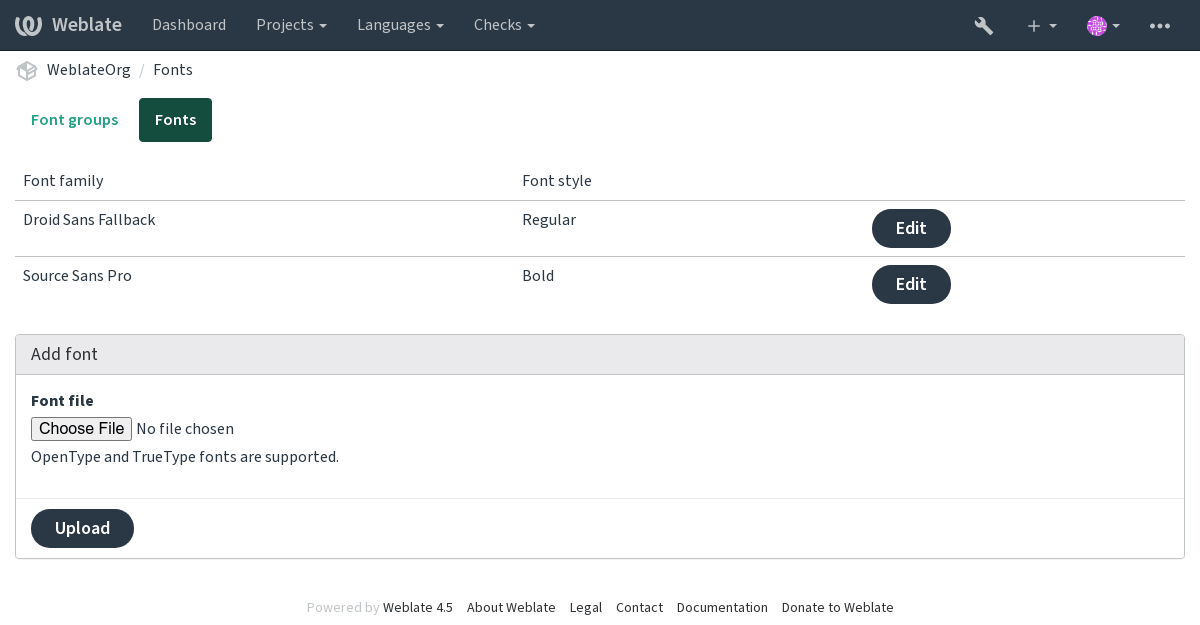 Weblate Dashboard Projects Languages Checks
WeblateOrg / Fonts
Font groups Fonts
Font family Font style
Droid Sans Fallback Regular Edit
Source Sans Pro Bold Edit
Add font
Font file
Choose File No file chosen
OpenType and TrueType fonts are supported.
Upload
Powered by Weblate 4.5 About Weblate Legal Contact Documentation Donate to Weblate